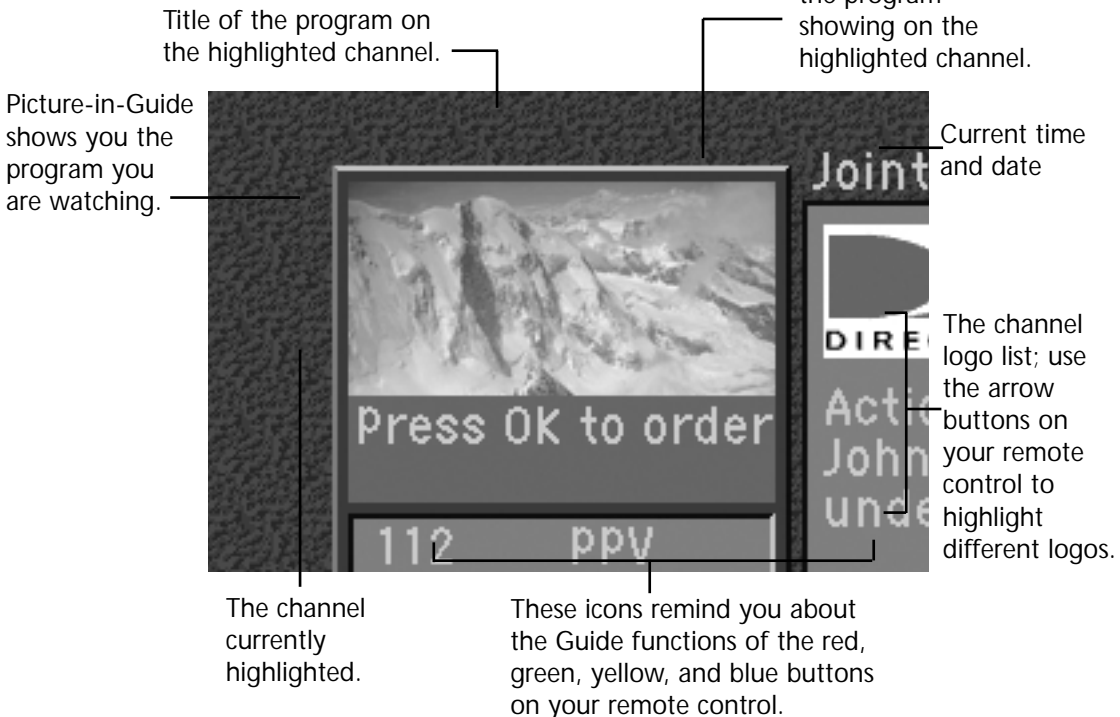 the program
showing on the
highlighted channel.
Title of the program on
the highlighted channel.
Picture-in-Guide
shows you the
program you
are watching.
Current time
and date
Joint
DIREC
Press OK to order
Actio
John
unde
The channel
logo list; use
the arrow
buttons on
your remote
control to
highlight
different logos.
112 PPV
The channel
currently
highlighted.
These icons remind you about
the Guide functions of the red,
green, yellow, and blue buttons
on your remote control.